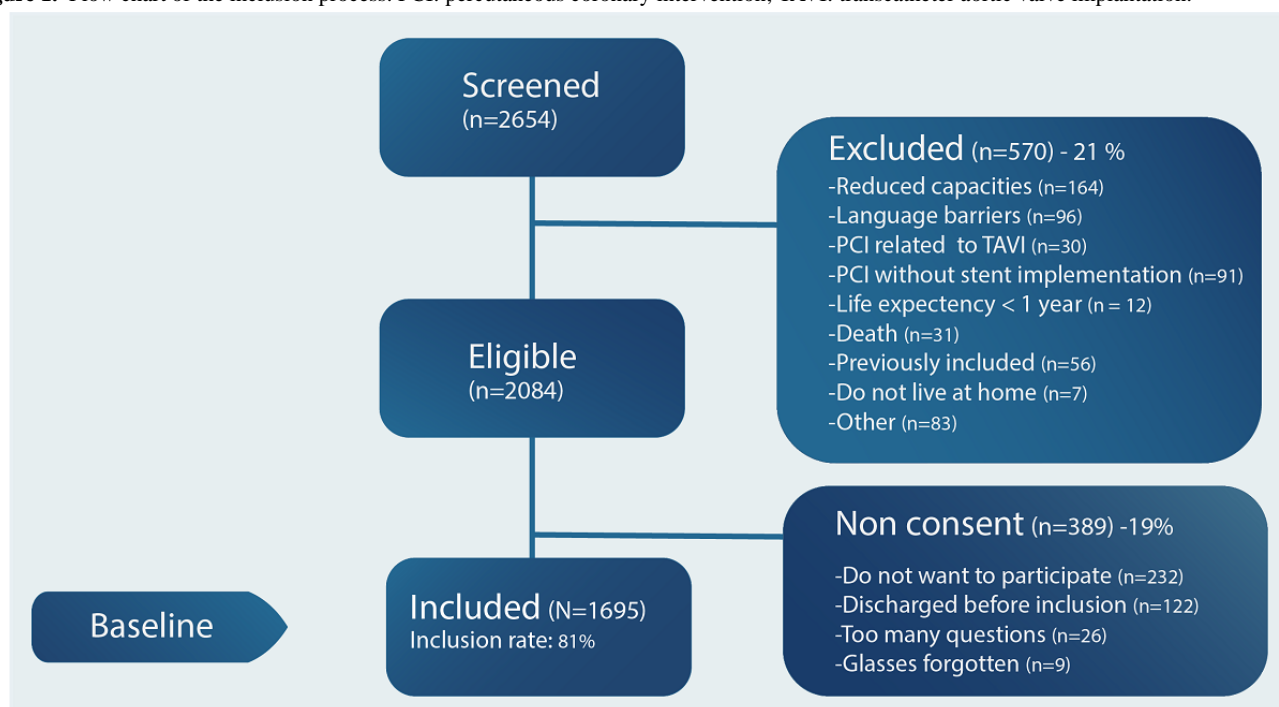 Screened
(n=2654)
Excluded (n=570) - 21 %
-Reduced capacities (n=164)
-Language barriers (n=96)
-PCI related to TAVI (n=30)
-PCI without stent implementation (n=91)
-Life expectency < 1 year (n = 12)
-Death (n=31)
-Previously included (n=56)
-Do not live at home (n=7)
-Other (n=83)
Eligible
(n=2084)
Non consent (n=389) -19%
-Do not want to participate (n=232)
-Discharged before inclusion (n=122)
-Too many questions (n=26)
-Glasses forgotten (n=9)
Included (N=1695)
Inclusion rate: 81%
Baseline